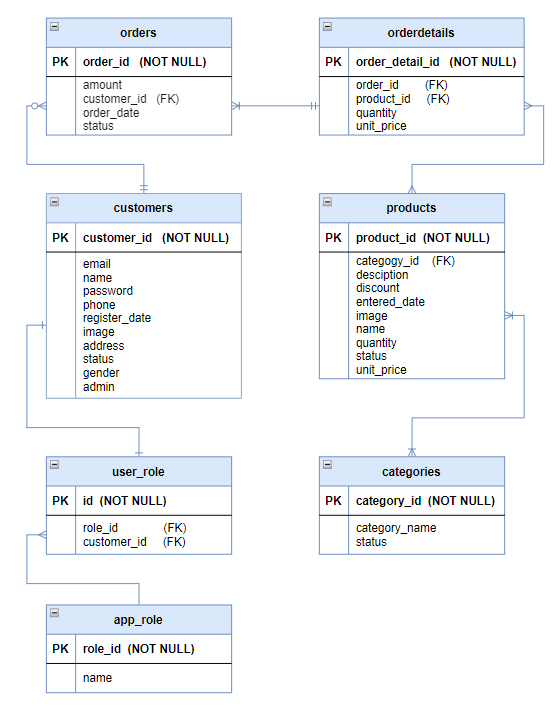 orders
PK order_id (NOT NULL)
amount
customer_id (FK)
order_date
status
orderdetails
PK order_detail_id (NOT NULL)
order_id (FK)
product_id (FK)
quantity
unit_price
customers
PK customer_id (NOT NULL)
email
name
password
phone
register_date
image
address
status
gender
admin
products
PK product_id (NOT NULL)
categogy_id (FK)
desciption
discount
entered_date
image
name
quantity
status
unit_price
user_role
PK id (NOT NULL)
role_id (FK)
customer_id (FK)
categories
PK category_id (NOT NULL)
category_name
status
app_role
PK role_id (NOT NULL)
name